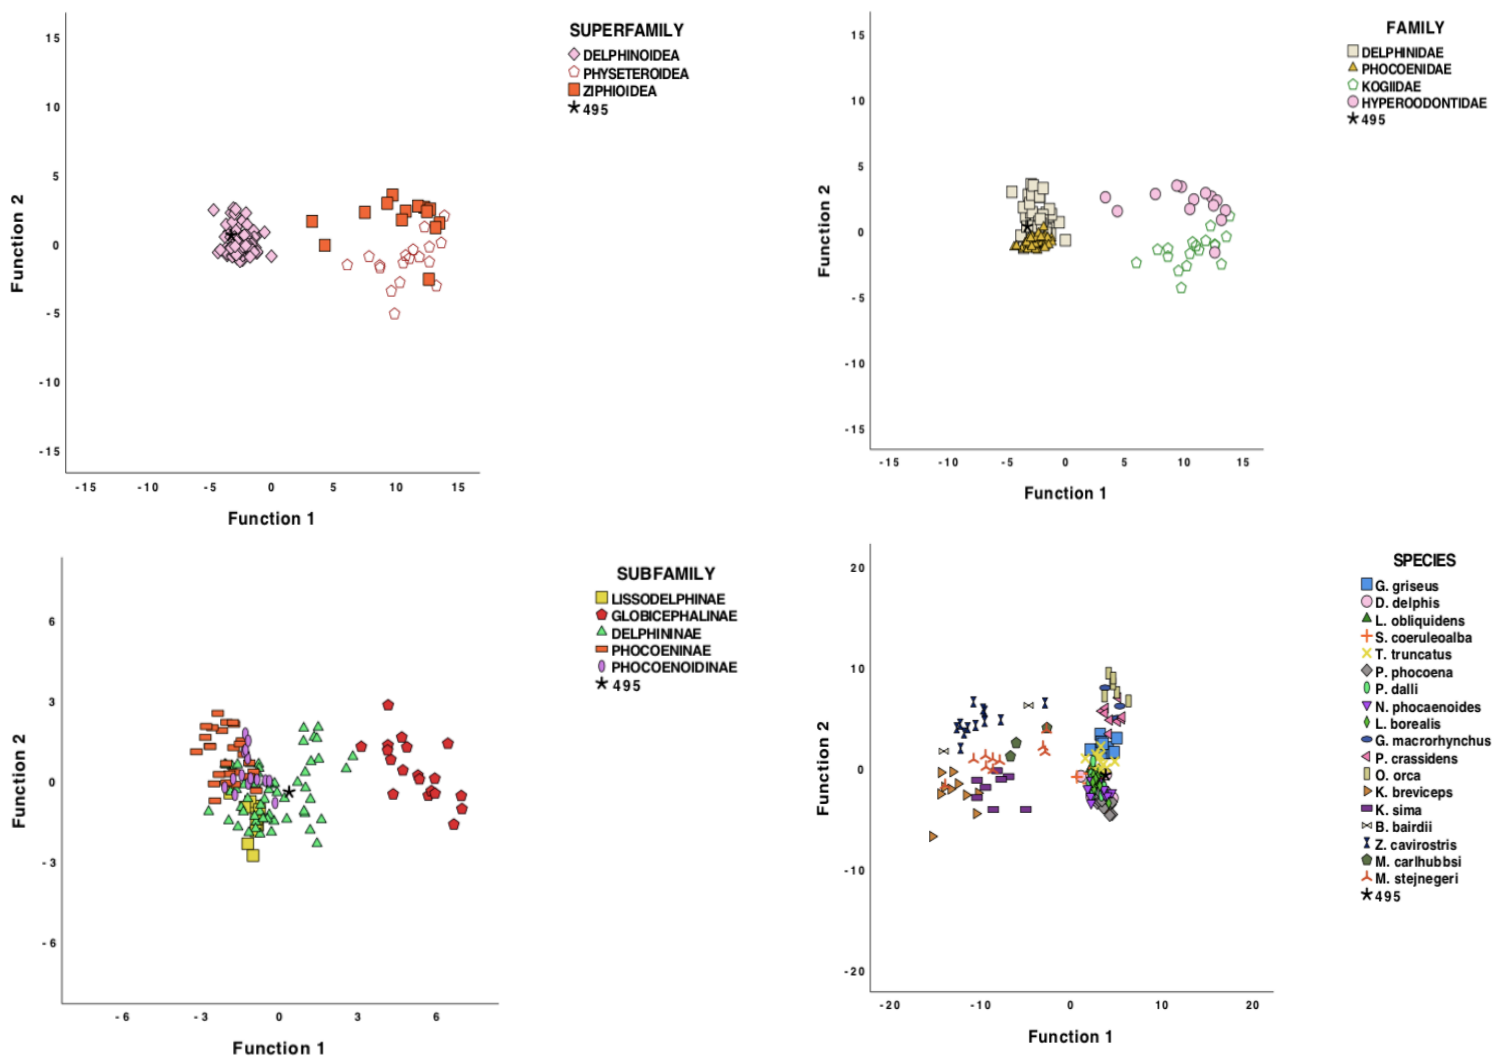 SUPERFAMILY
DELPHINOIDEA
PHYSETEROIDEA
ZIPHIOIDEA
495
15
10
5
0
-5
-10
-15
Function 2
-15 -10 -5 0 5 10 15
Function 1
FAMILY
DELPHINIDAE
PHOCOENIDAE
KOGIIDAE
HYPEROODONTIDAE
495
15
10
5
0
-5
-10
-15
Function 2
-15 -10 -5 0 5 10 15
Function 1
SUBFAMILY
LISSODELPHINAE
GLOBICEPHALINAE
DELPHININAE
PHOCOENINAE
PHOCOENOIDINAE
495
6
3
0
-3
-6
Function 2
-6 -3 0 3 6
Function 1
SPECIES
G. griseus
D. delphis
L. obliquidens
S. coeruleoalba
T. truncatus
P. phocoena
P. dalli
N. phocaenoides
L. borealis
G. macrorhynchus
P. crassidens
O. orca
K. breviceps
K. sima
B. bairdii
Z. cavirostris
M. carlhubbsi
M. stejnegeri
495
20
10
0
-10
-20
Function 2
-20 -10 0 10 20
Function 1